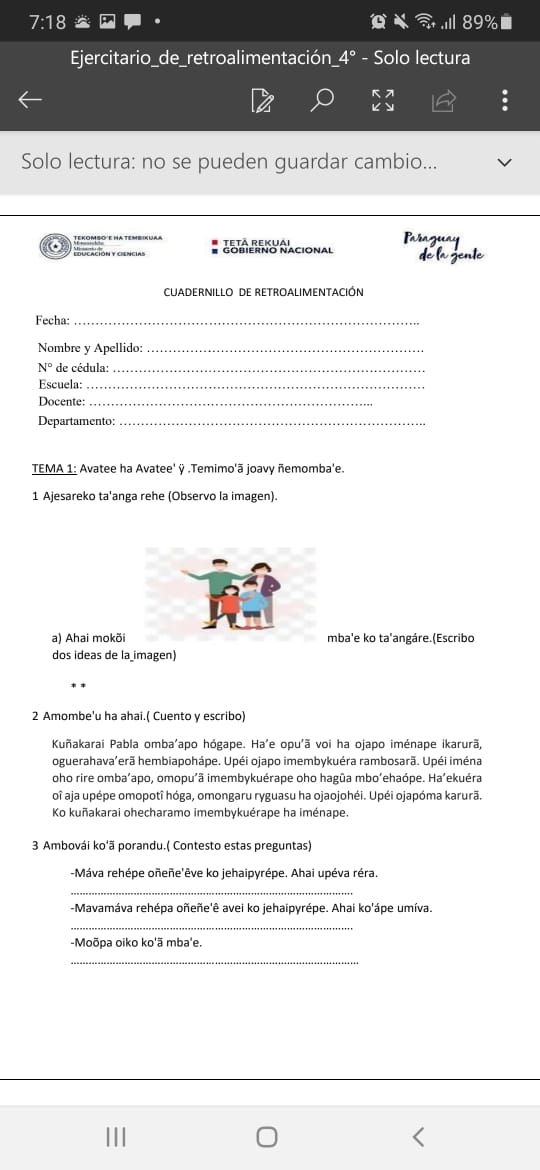 7:18
89%
Ejercitario_de_retroalimentación_4° - Solo lectura
Solo lectura: no se pueden guardar cambio...
TEKOMBO'E HA TEMBIKUAA
Ministerio de
EDUCACIÓN Y CIENCIAS
TETÃ REKUÁI
GOBIERNO NACIONAL
Paraguay
de la gente
CUADERNILLO DE RETROALIMENTACIÓN
Fecha: ..........................................................................................
Nombre y Apellido: ..........................................................................
N° de cédula: ...................................................................................
Escuela: ..........................................................................................
Docente: ............................................................................
Departamento: ..................................................................................
TEMA 1: Avatee ha Avatee' ÿ .Temimo'ã joavy ñemomba'e.
1 Ajesareko ta'anga rehe (Observo la imagen).
a) Ahai mokõi mba'e ko ta'angáre.(Escribo
dos ideas de la imagen)
* *
2 Amombe'u ha ahai.( Cuento y escribo)
Kuñakarai Pabla omba'apo hógape. Ha'e opu'ã voi ha ojapo iménape ikarurã,
oguerahava'erã hembiapohápe. Upéi ojapo imembykuéra rambosarã. Upéi iména
oho rire omba'apo, omopu'ã imembykuérape oho hagûa mbo'ehaópe. Ha'ekuéra
oî aja upépe omopotî hóga, omongaru ryguasu ha ojaojohéi. Upéi ojapóma karurã.
Ko kuñakarai ohecharamo imembykuérape ha iménape.
3 Ambovái ko'ã porandu.( Contesto estas preguntas)
-Máva rehépe oñeñe'ẽve ko jehaipyrépe. Ahai upéva réra.
..........................................................................................
-Mavamáva rehépa oñeñe'ê avei ko jehaipyrépe. Ahai ko'ápe umíva.
..........................................................................................
-Moõpa oiko ko'ã mba'e.
............................................................................................